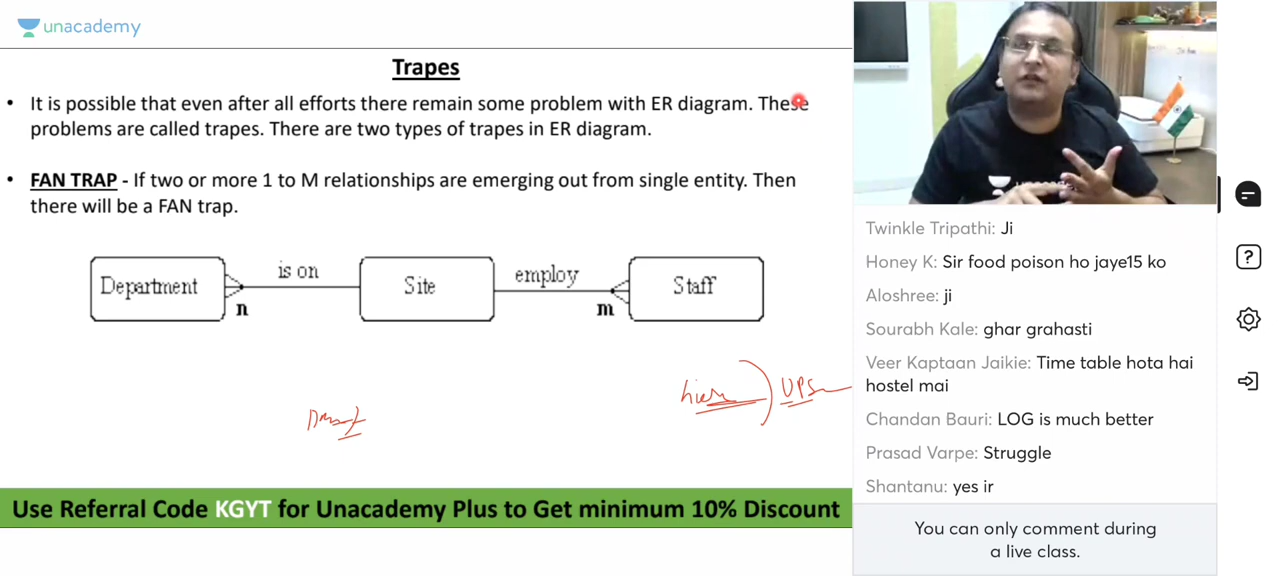 unacademy
Trapes
• It is possible that even after all efforts there remain some problem with ER diagram. These
problems are called trapes. There are two types of trapes in ER diagram.
• FAN TRAP - If two or more 1 to M relationships are emerging out from single entity. Then
there will be a FAN trap.
Department
n
is on
Site
employ
m
Staff
Use Referral Code KGYT for Unacademy Plus to Get minimum 10% Discount
Twinkle Tripathi: Ji
Honey K: Sir food poison ho jaye15 ko
Aloshree: ji
Sourabh Kale: ghar grahasti
Veer Kaptaan Jaikie: Time table hota hai
hostel mai
Chandan Bauri: LOG is much better
Prasad Varpe: Struggle
Shantanu: yes ir
You can only comment during
a live class.
?